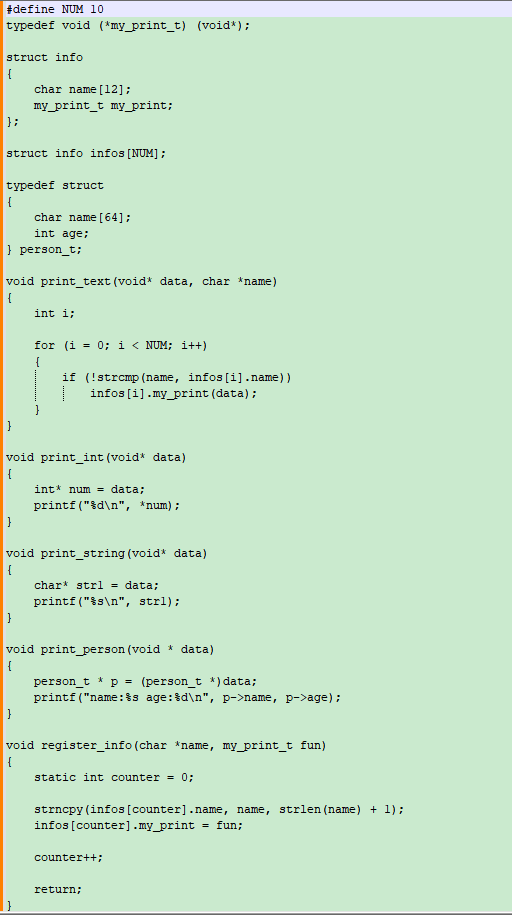 #define NUM 10
typedef void (*my_print_t) (void*);
struct info
{
    char name[12];
    my_print_t my_print;
};
struct info infos[NUM];
typedef struct
{
    char name[64];
    int age;
} person_t;
void print_text(void* data, char *name)
{
    int i;
    for (i = 0; i < NUM; i++)
    {
        if (!strcmp(name, infos[i].name))
            infos[i].my_print(data);
    }
}
void print_int(void* data)
{
    int* num = data;
    printf("%d\n", *num);
}
void print_string(void* data)
{
    char* str1 = data;
    printf("%s\n", str1);
}
void print_person(void * data)
{
    person_t * p = (person_t *)data;
    printf("name:%s age:%d\n", p->name, p->age);
}
void register_info(char *name, my_print_t fun)
{
    static int counter = 0;
    strncpy(infos[counter].name, name, strlen(name) + 1);
    infos[counter].my_print = fun;
    counter++;
    return;
}